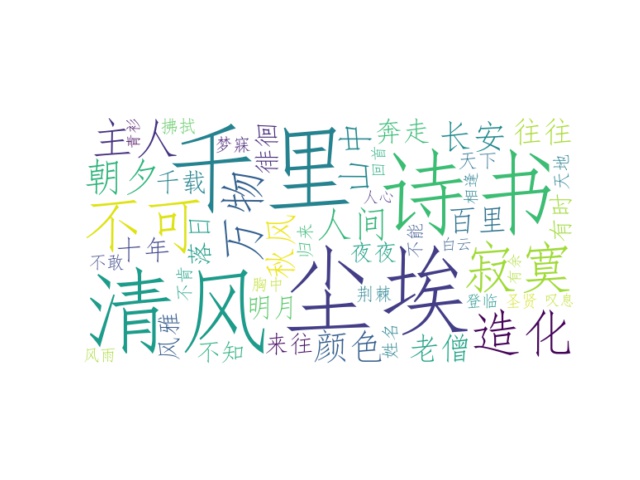 主人
青衫
拂拭
千里
梦寐
徘徊
山中
回首
奔走
长安
往往
朝夕
千载
万物
诗书
天下
相逢
天地
有时
不可
人心
人间
百里
不能
落日
秋风
归来
十年
不敢
夜夜
白云
寂寞
有余
清风
不肯
尘埃
胸中
明月
荆棘
登临
圣贤
叹息
风雅
不知
来往
颜色
姓名
老僧
造化
风雨